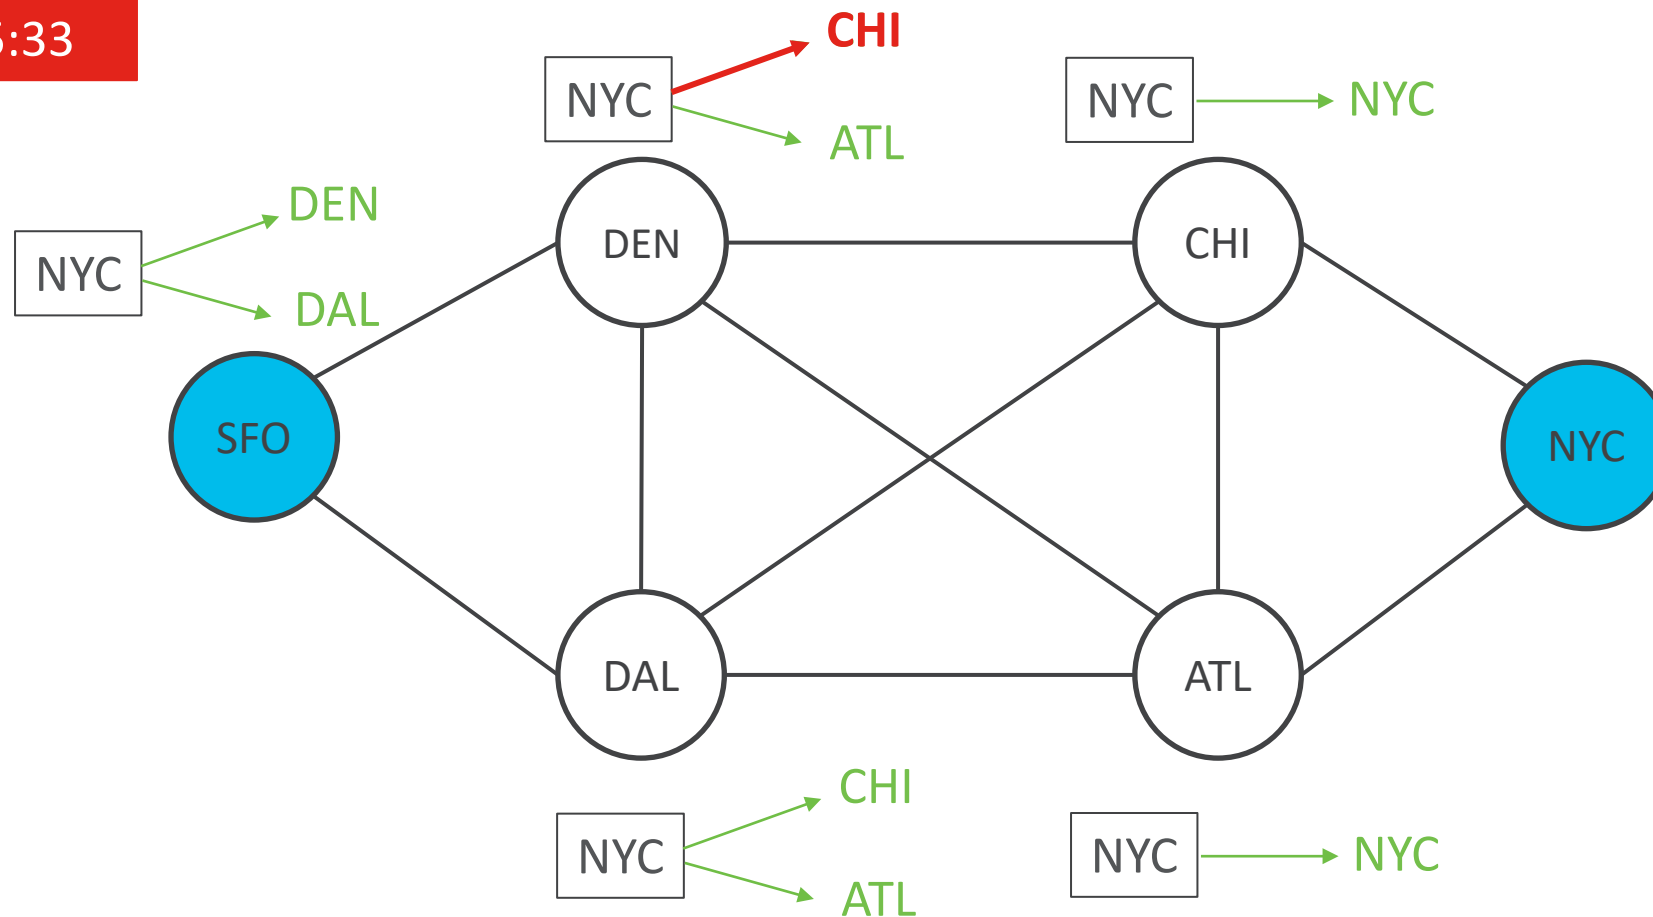 :33
CHI
NYC
ATL
NYC
NYC
DEN
NYC
DAL
DEN
CHI
SFO
NYC
DAL
ATL
CHI
NYC
ATL
NYC
NYC